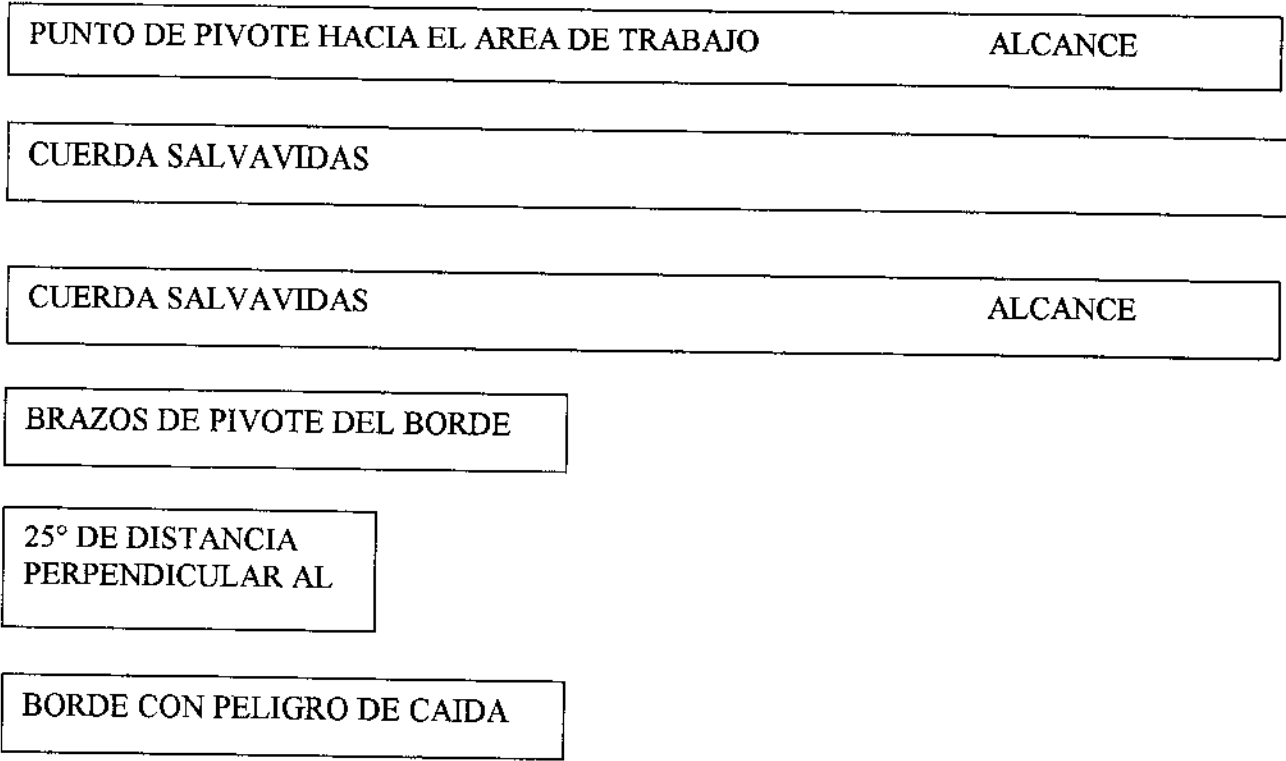 PUNTO DE PIVOTE HACIA EL AREA DE TRABAJO ALCANCE
CUERDA SALVAVIDAS
CUERDA SALVAVIDAS ALCANCE
BRAZOS DE PIVOTE DEL BORDE
25° DE DISTANCIA
PERPENDICULAR AL
BORDE CON PELIGRO DE CAIDA